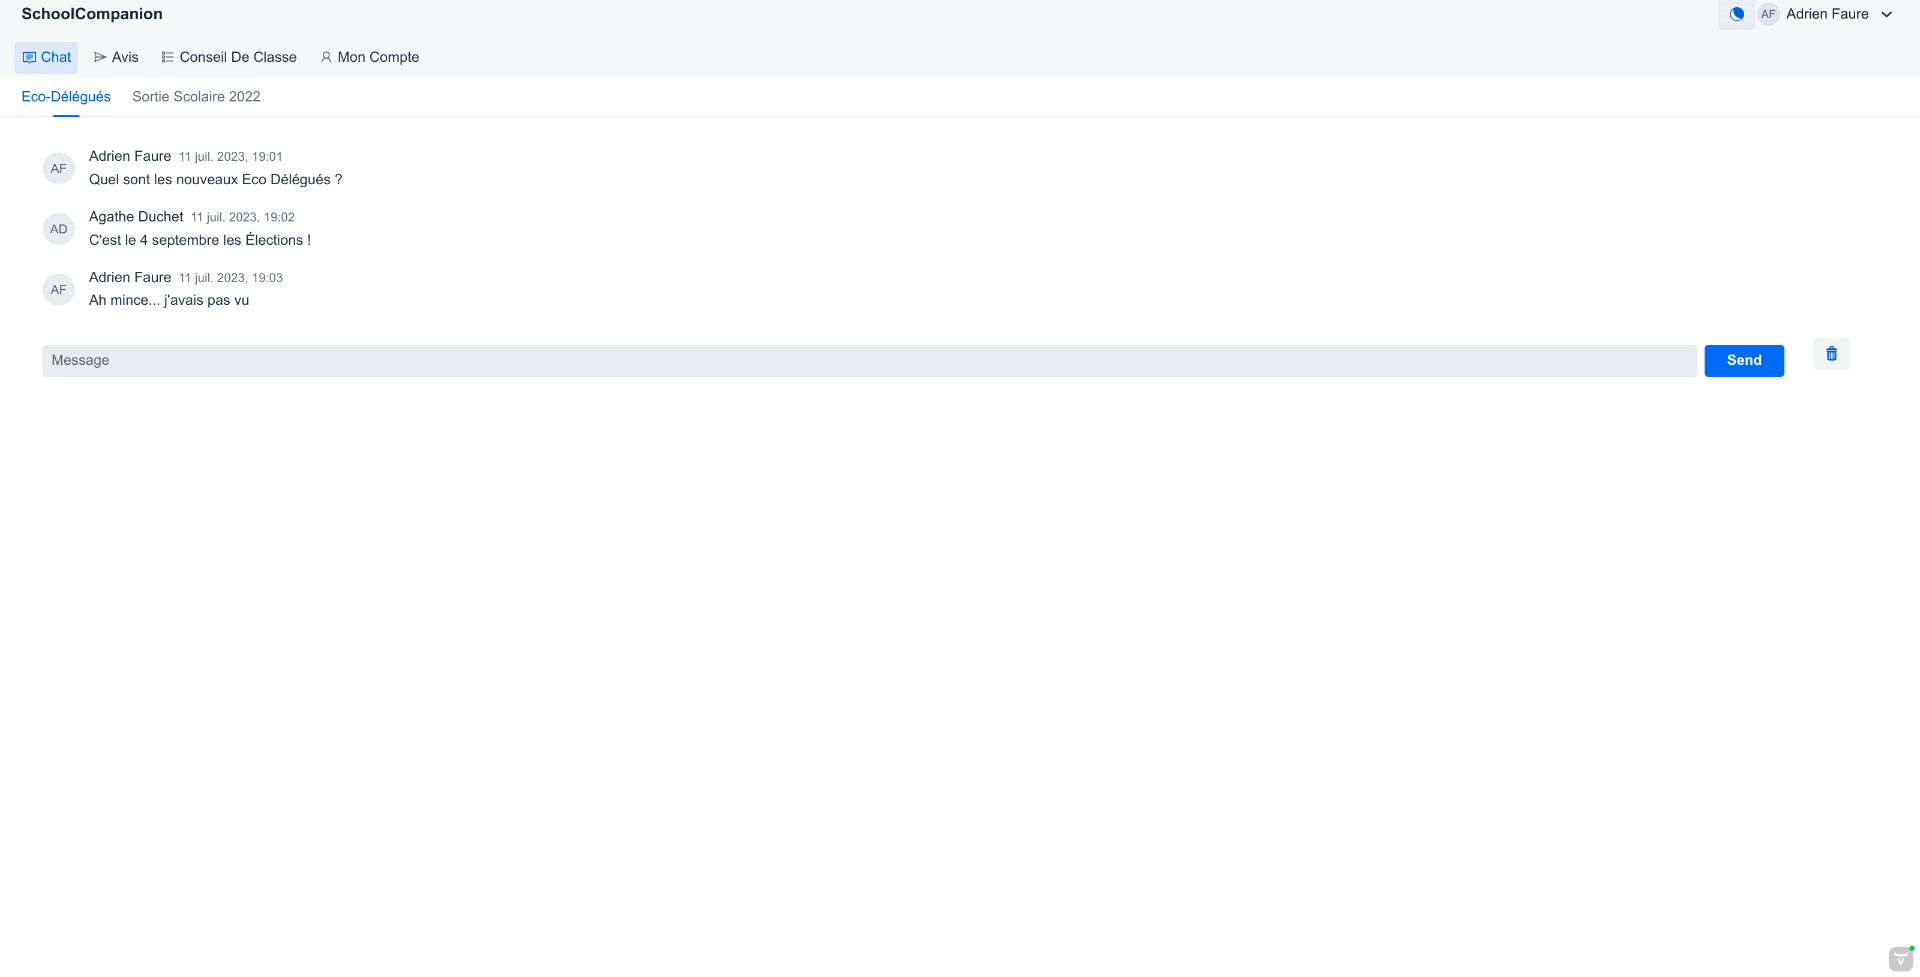 SchoolCompanion
AF Adrien Faure
Chat Avis Conseil De Classe Mon Compte
Eco-Délégués Sortie Scolaire 2022
AF
Adrien Faure 11 juil. 2023, 19:01
Quel sont les nouveaux Eco Délégués ?
AD
Agathe Duchet 11 juil. 2023, 19:02
C'est le 4 septembre les Élections !
AF
Adrien Faure 11 juil. 2023, 19:03
Ah mince... j'avais pas vu
Message Send